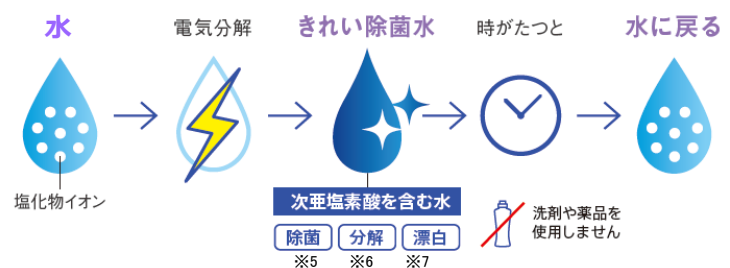 水
電気分解
きれい除菌水
時がたつと
水に戻る
塩化物イオン
次亜塩素酸を含む水
除菌
分解
漂白
※5
※6
※7
洗剤や薬品を
使用しません